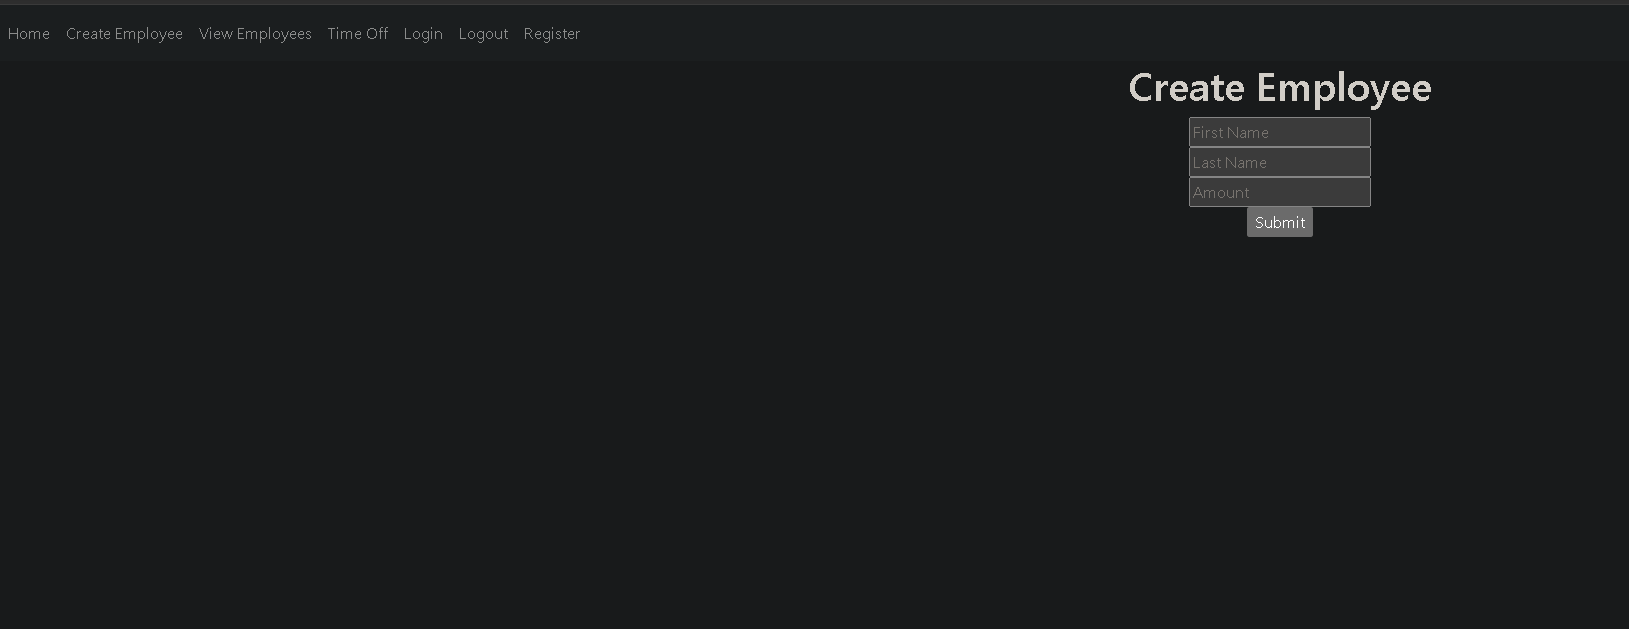 Home Create Employee View Employees Time Off Login Logout Register
Create Employee
First Name
Last Name
Amount
Submit